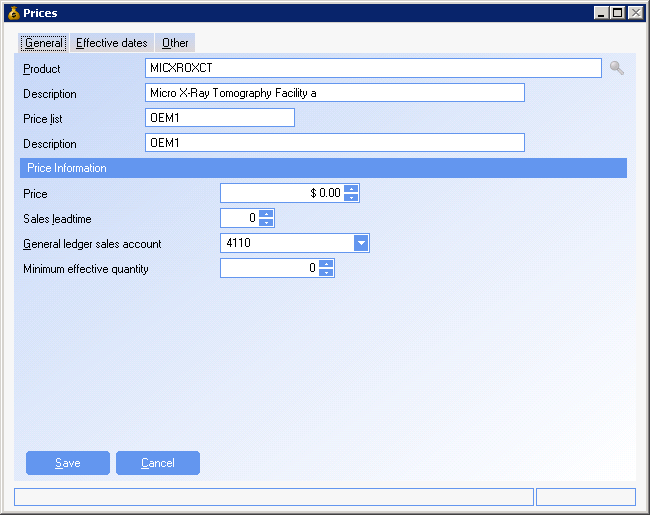 Prices
General Effective dates Other
Product MICXROXCT
Description Micro X-Ray Tomography Facility a
Price list OEM1
Description OEM1
Price Information
Price $ 0.00
Sales leadtime 0
General ledger sales account 4110
Minimum effective quantity 0
Save Cancel